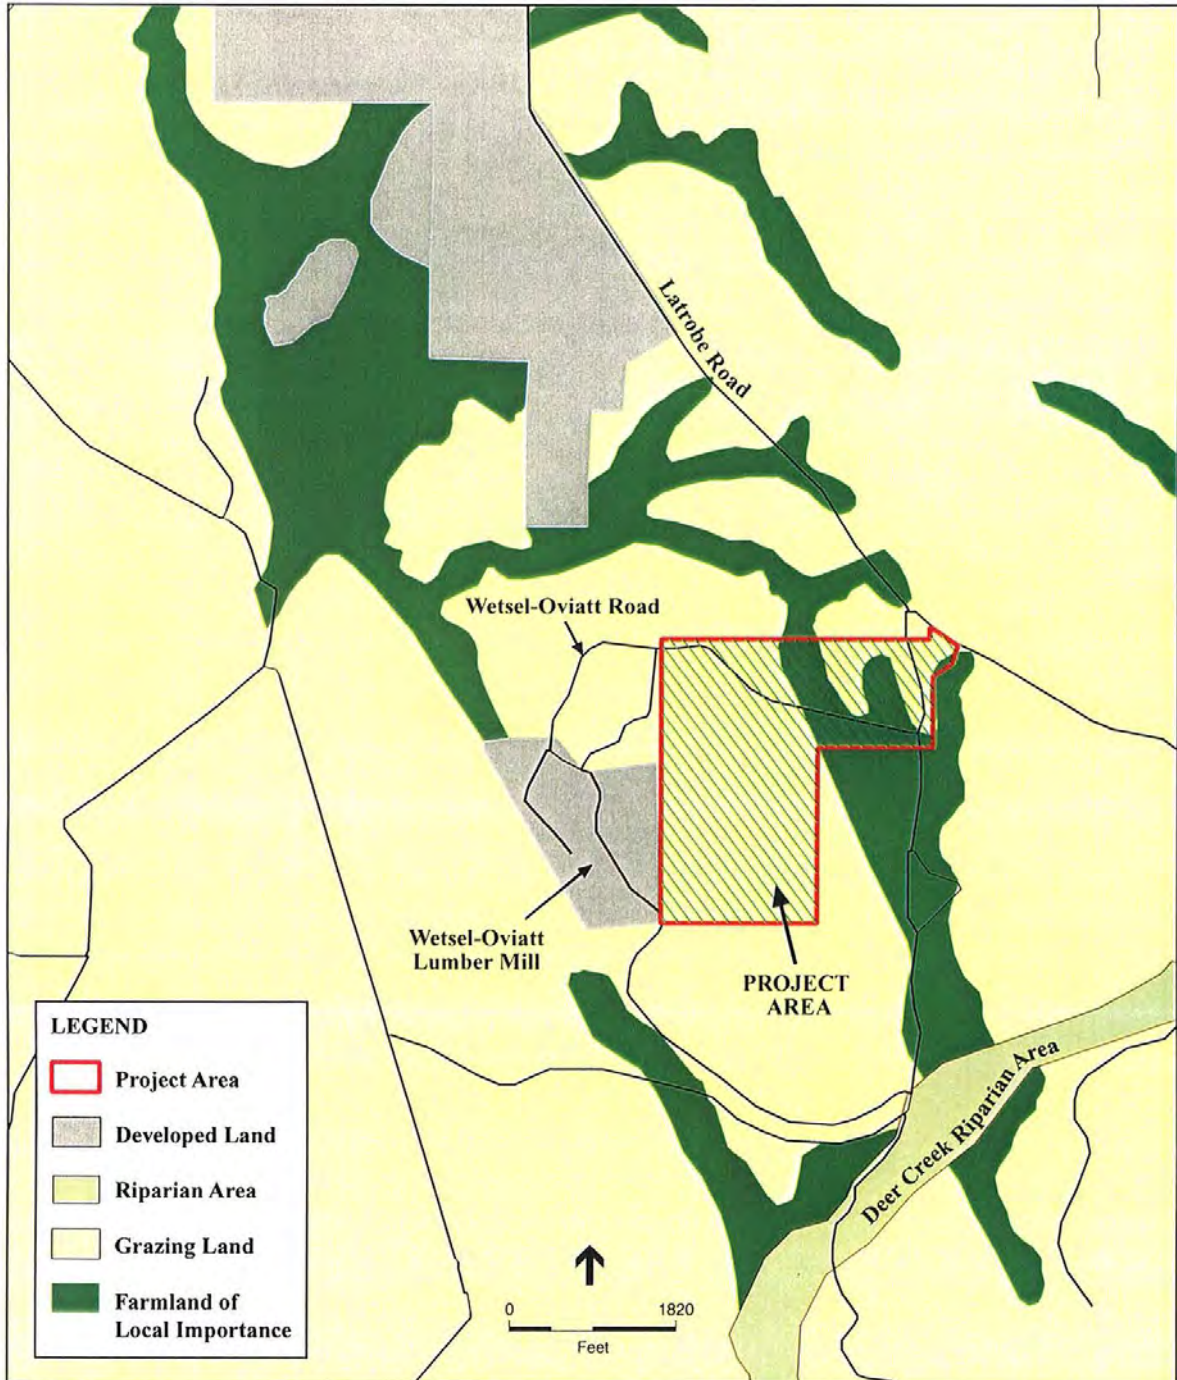 Latrobe Road
Wetsel-Oviatt Road
Wetsel-Oviatt
Lumber Mill
PROJECT
AREA
Deer Creek Riparian Area
LEGEND
Project Area
Developed Land
Riparian Area
Grazing Land
Farmland of
Local Importance
0 1820
Feet